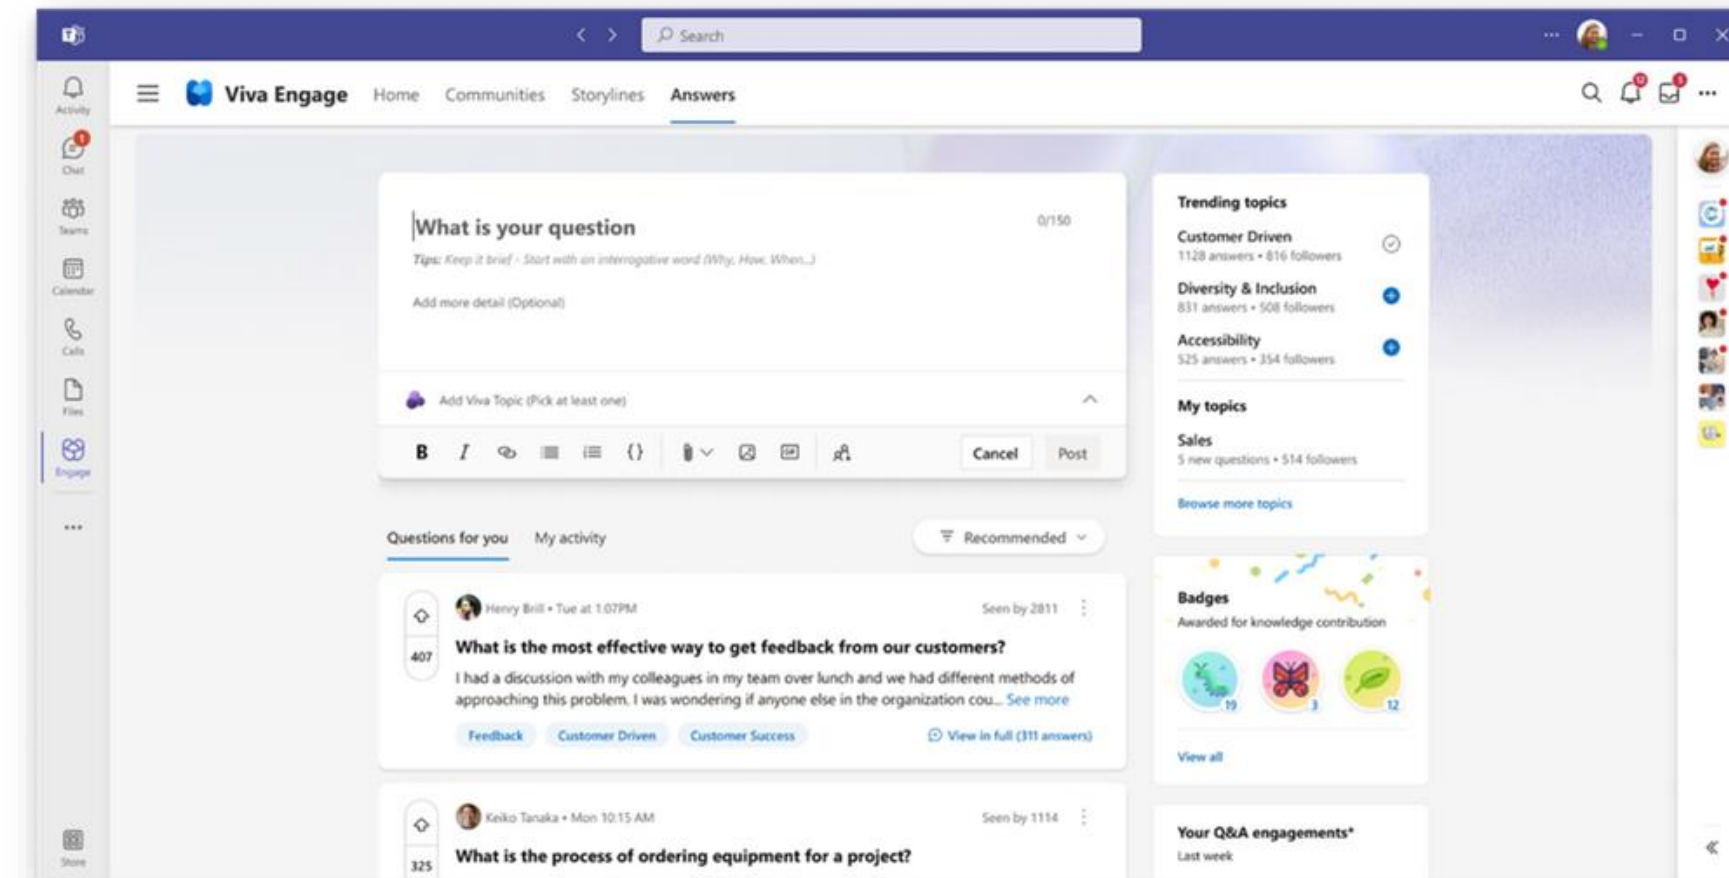 Search
Activity
1
Chat
Teams
Calendar
Calls
Files
Engage
Store
Viva Engage
Home
Communities
Storylines
Answers
12
What is your question
0/150
Tips: Keep it brief - Start with an interrogative word (Why, How, When...)
Add more detail (Optional)
Add Viva Topic (Pick at least one)
B I {} GIF
Cancel
Post
Questions for you
My activity
Recommended
Henry Brill • Tue at 1:07PM
Seen by 2811
407
What is the most effective way to get feedback from our customers?
I had a discussion with my colleagues in my team over lunch and we had different methods of
approaching this problem. I was wondering if anyone else in the organization cou... See more
Feedback
Customer Driven
Customer Success
View in full (311 answers)
Keiko Tanaka • Mon 10:15 AM
Seen by 1114
325
What is the process of ordering equipment for a project?
Trending topics
Customer Driven
1128 answers • 816 followers
Diversity & Inclusion
831 answers • 508 followers
Accessibility
525 answers • 354 followers
My topics
Sales
5 new questions • 514 followers
Browse more topics
Badges
Awarded for knowledge contribution
19
3
12
View all
Your Q&A engagements*
Last week